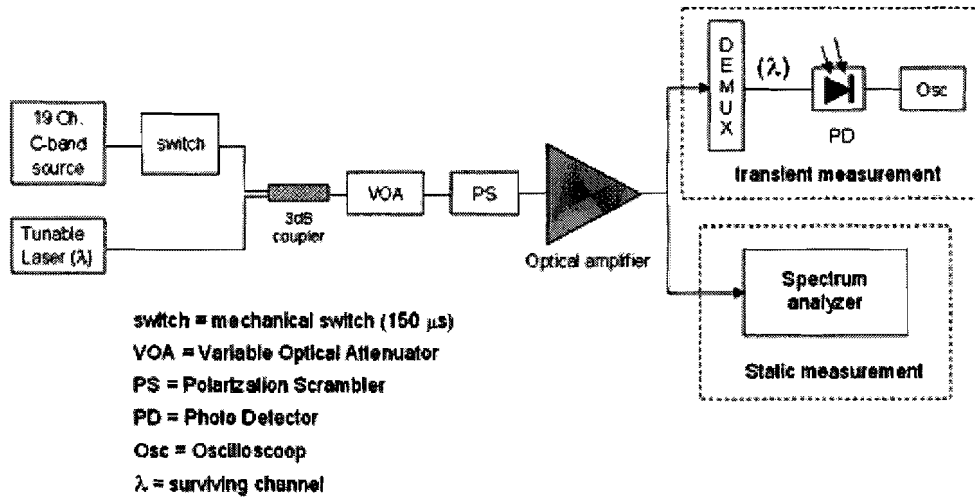 19 Ch.
C-band
source
switch
Tunable
Laser (λ)
3dB
coupler
VOA
PS
Optical amplifier
D
E
M
U
X
(λ)
PD
Osc
transient measurement
Spectrum
analyzer
Static measurement
switch = mechanical switch (150 µs)
VOA = Variable Optical Attenuator
PS = Polarization Scrambler
PD = Photo Detector
Osc = Oscilloscoop
λ = surviving channel